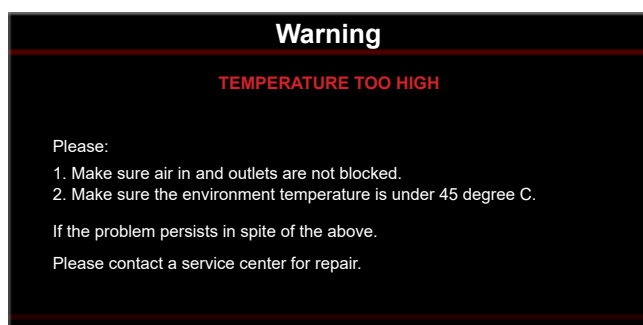 Warning
TEMPERATURE TOO HIGH
Please:
1. Make sure air in and outlets are not blocked.
2. Make sure the environment temperature is under 45 degree C.
If the problem persists in spite of the above.
Please contact a service center for repair.